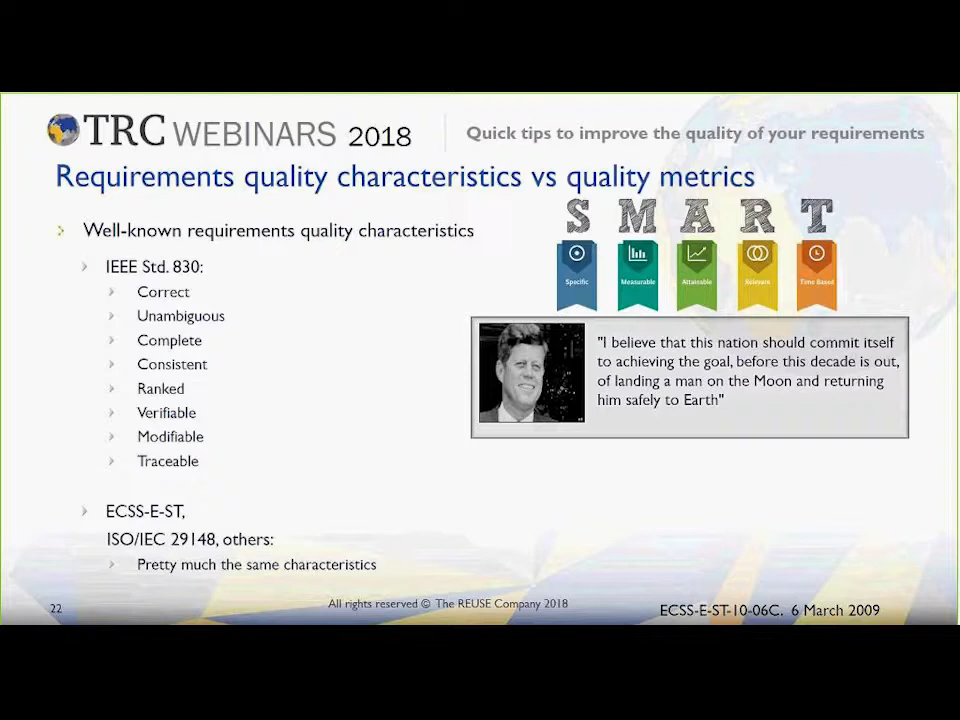 TRC WEBINARS 2018
Quick tips to improve the quality of your requirements
Requirements quality characteristics vs quality metrics
Well-known requirements quality characteristics
IEEE Std. 830:
Correct
Unambiguous
Complete
Consistent
Ranked
Verifiable
Modifiable
Traceable
ECSS-E-ST,
ISO/IEC 29148, others:
Pretty much the same characteristics
S M A R T
Specific
Measurable
Attainable
Relevant
Time Based
"I believe that this nation should commit itself
to achieving the goal, before this decade is out,
of landing a man on the Moon and returning
him safely to Earth"
22
All rights reserved © The REUSE Company 2018
ECSS-E-ST-10-06C. 6 March 2009